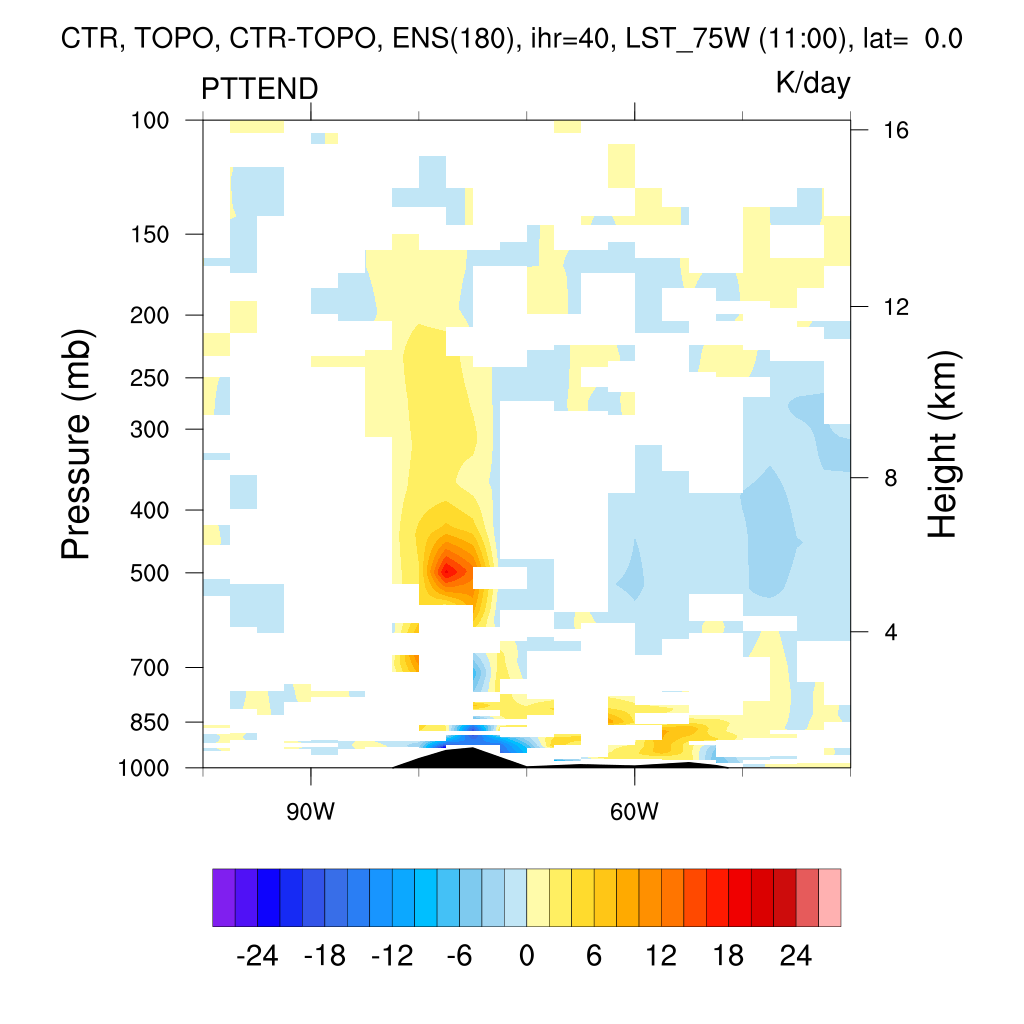 CTR, TOPO, CTR-TOPO, ENS(180), ihr=40, LST_75W (11:00), lat=  0.0
PTTEND K/day
100 16
150
200 12
250
300
400 8
500
4
700
850
1000
Pressure (mb)
Height (km)
90W 60W
-24 -18 -12 -6 0 6 12 18 24